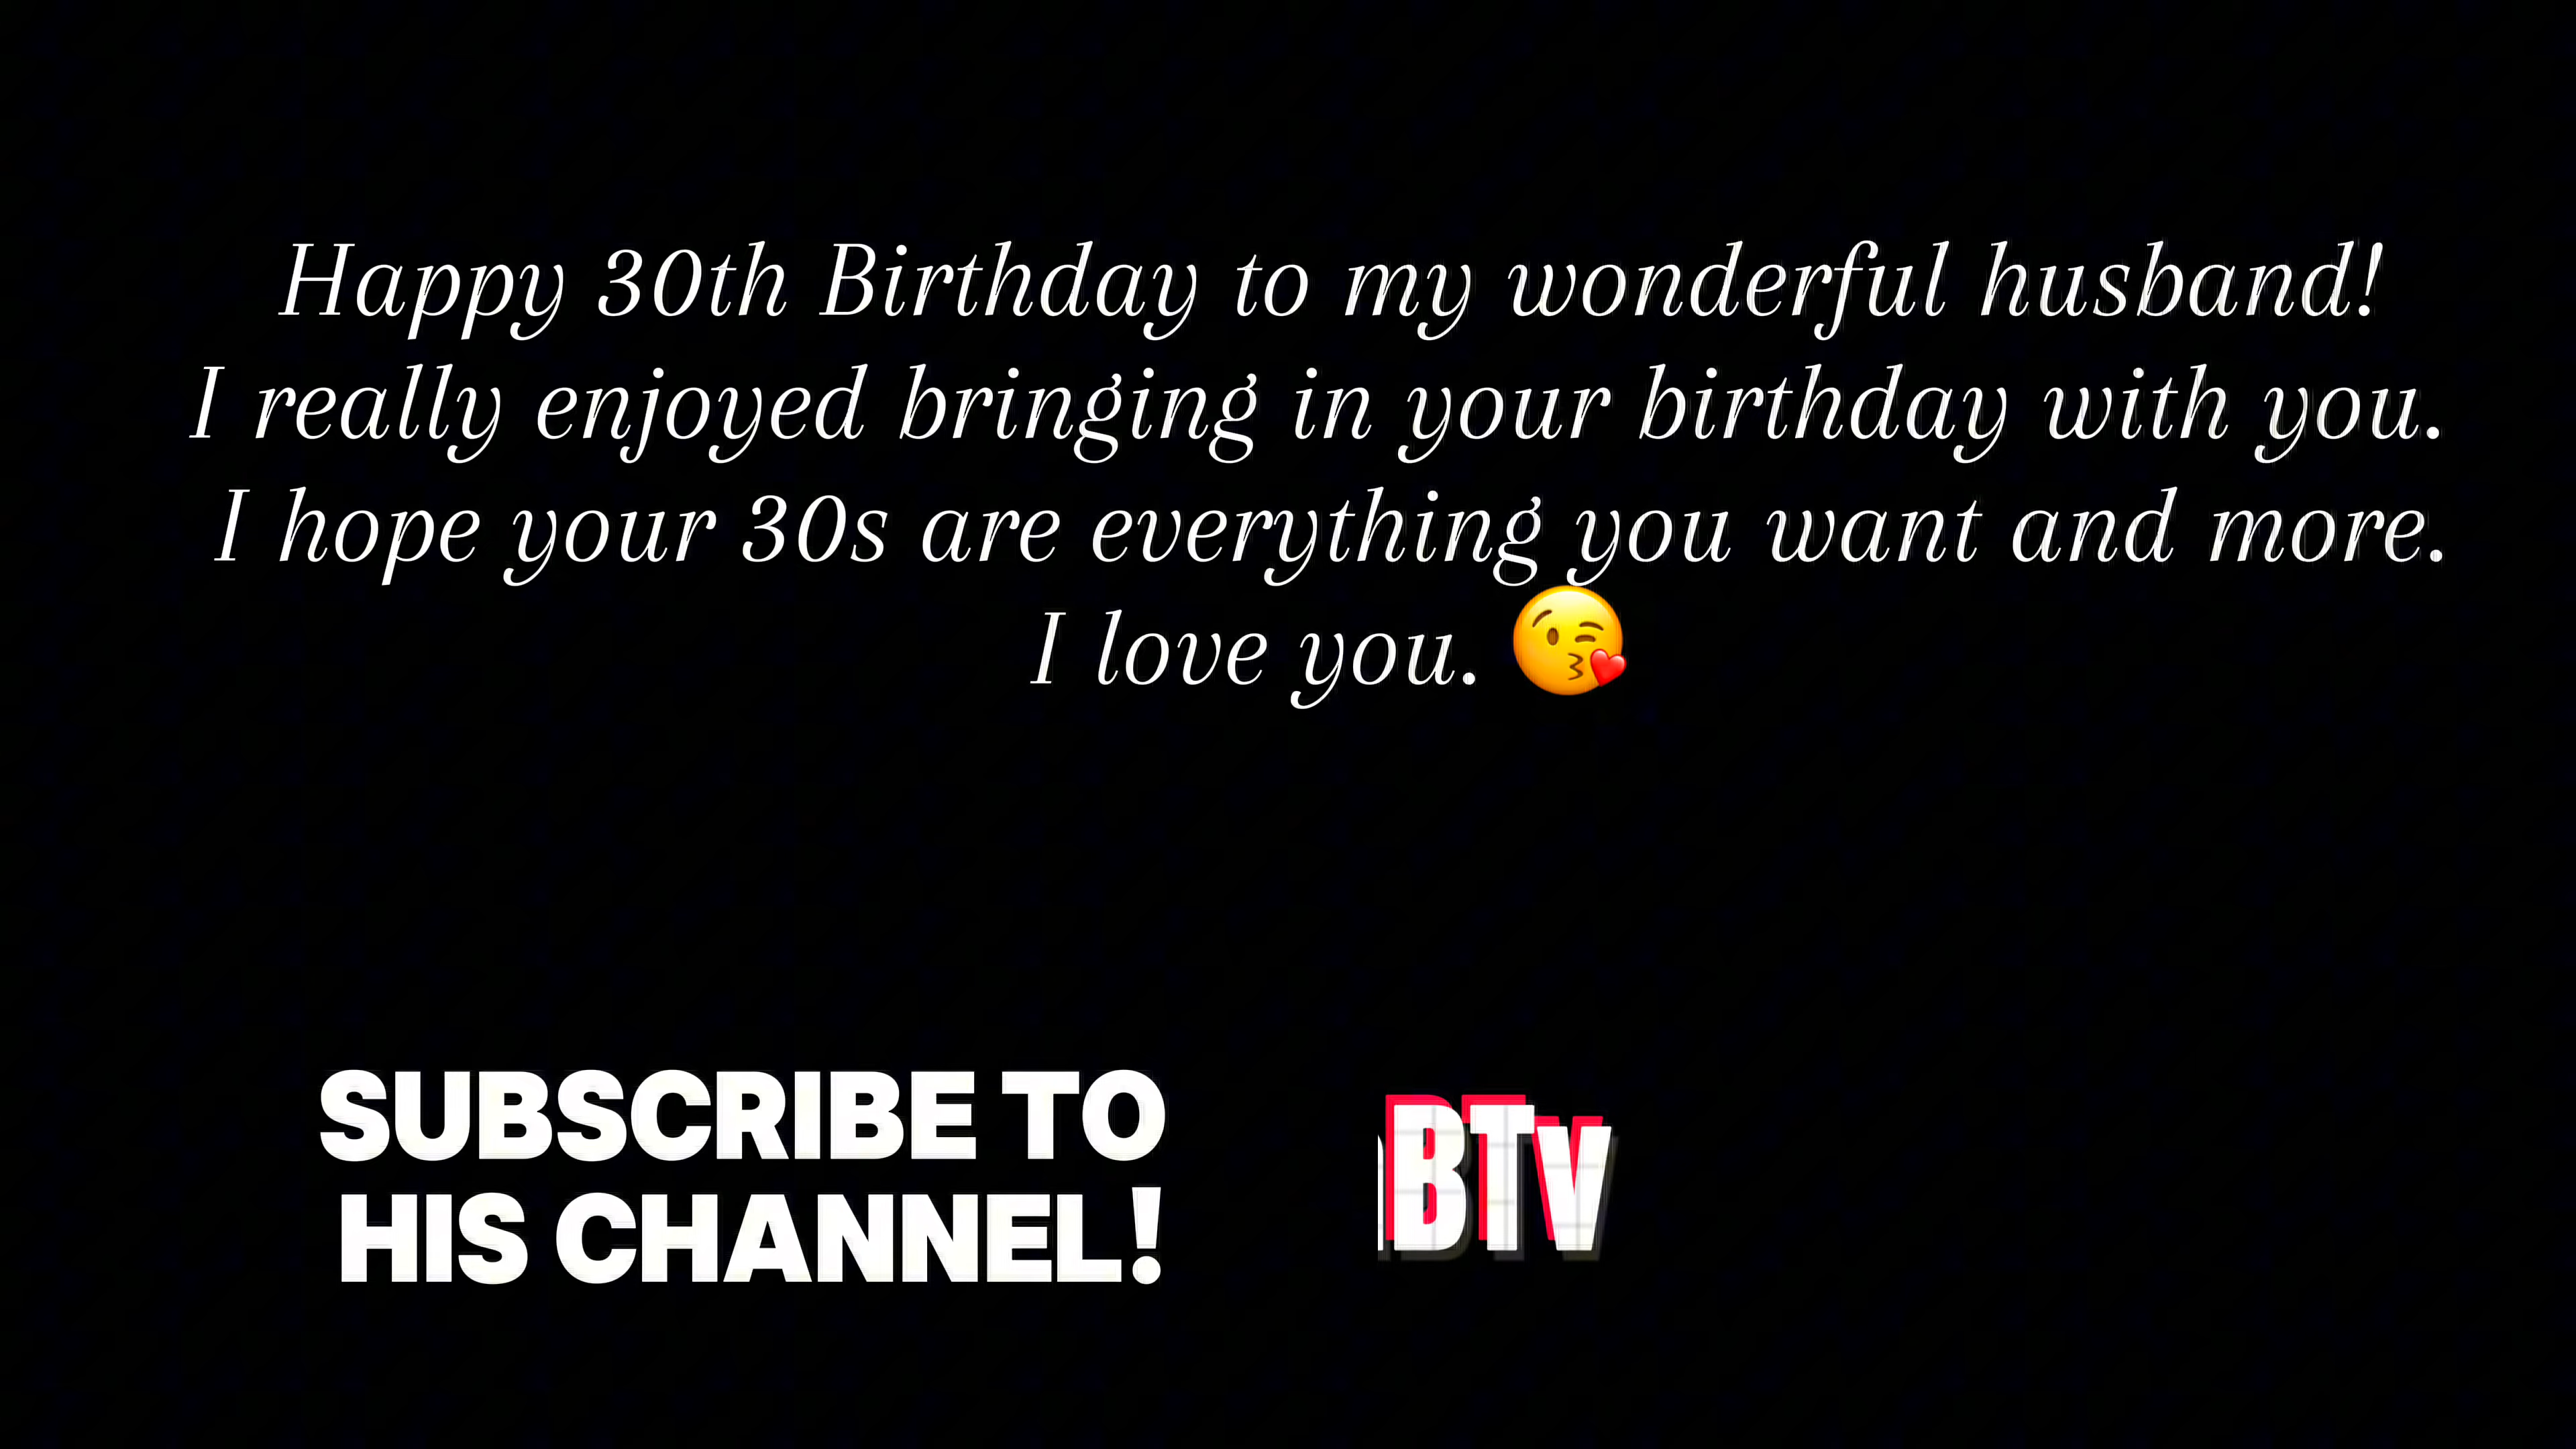 Happy 30th Birthday to my wonderful husband!
I really enjoyed bringing in your birthday with you.
I hope your 30s are everything you want and more.
I love you. 😘
SUBSCRIBE TO
HIS CHANNEL!
BTv